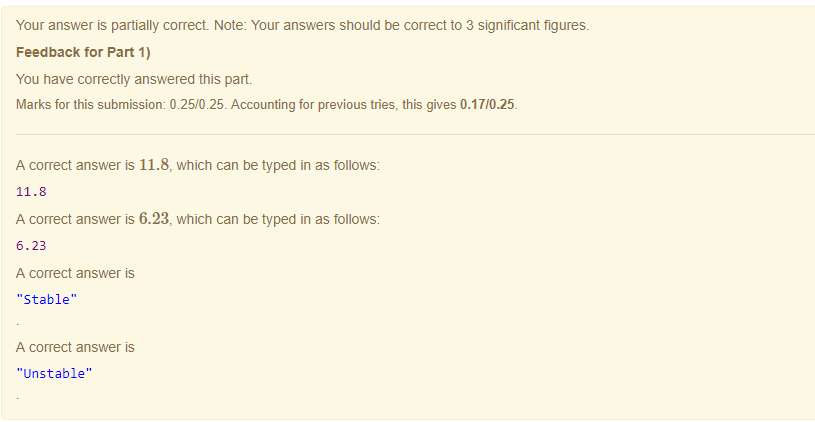 Your answer is partially correct. Note: Your answers should be correct to 3 significant figures.
Feedback for Part 1)
You have correctly answered this part.
Marks for this submission: 0.25/0.25. Accounting for previous tries, this gives 0.17/0.25.
A correct answer is 11.8, which can be typed in as follows:
11.8
A correct answer is 6.23, which can be typed in as follows:
6.23
A correct answer is
"Stable"
.
A correct answer is
"Unstable"
.